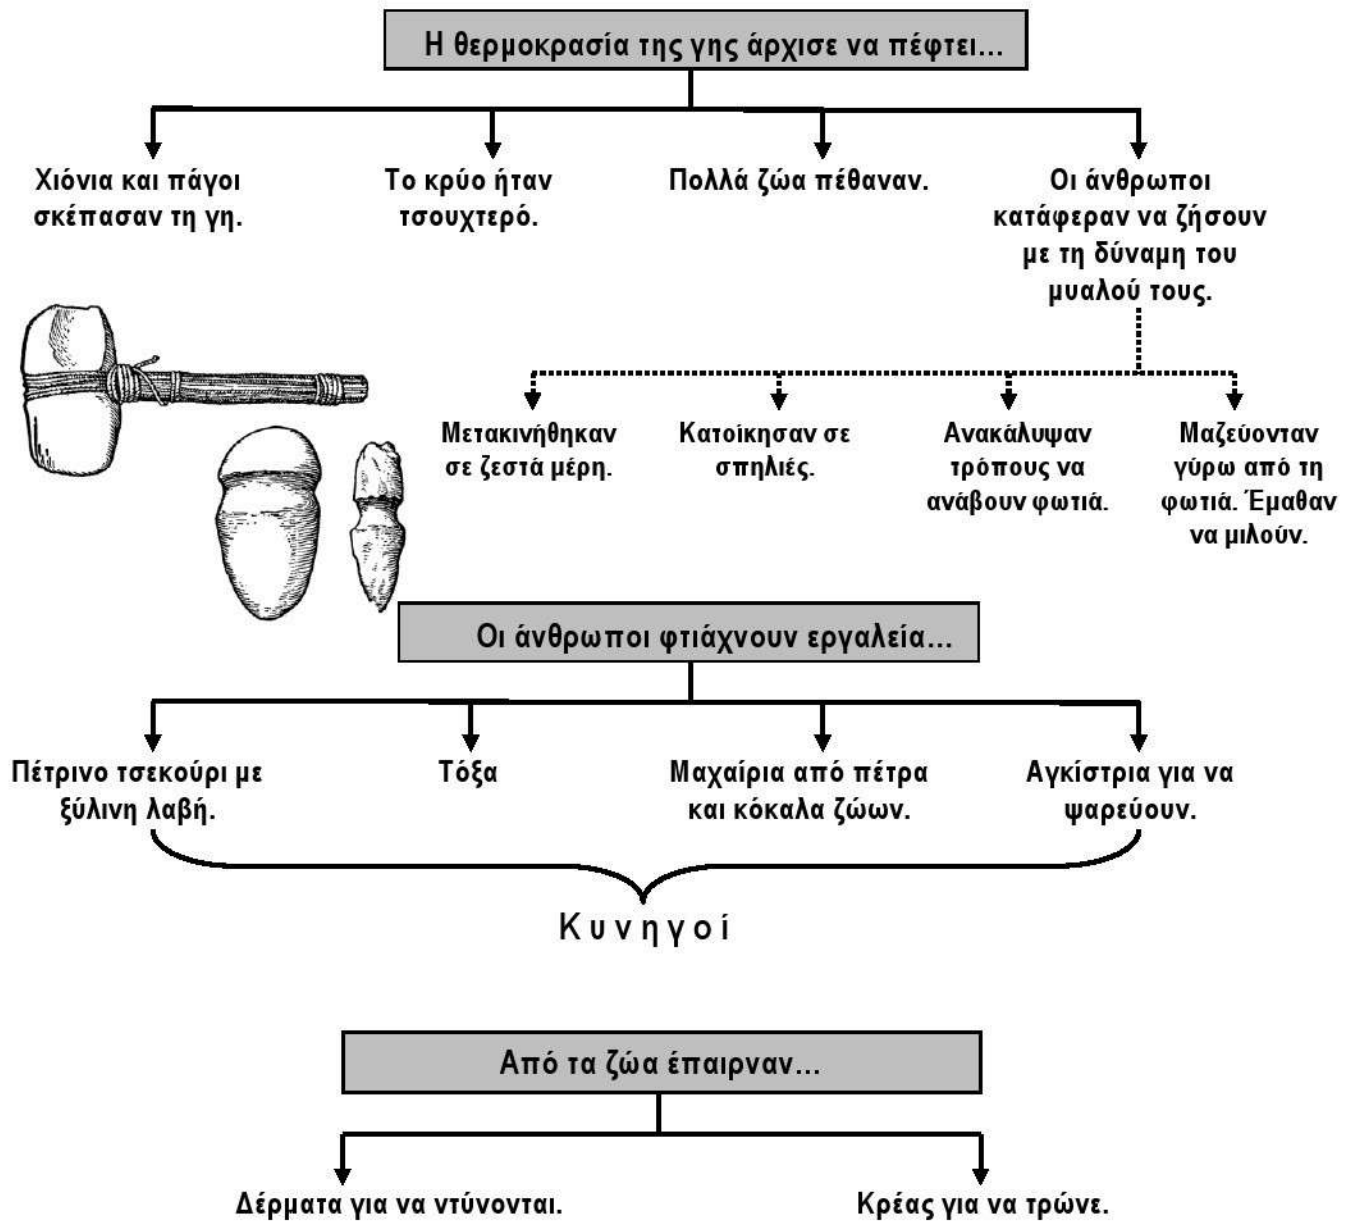 Η θερμοκρασία της γης άρχισε να πέφτει...
Χιόνια και πάγοι
σκέπασαν τη γη.
Το κρύο ήταν
τσουχτερό.
Πολλά ζώα πέθαναν.
Οι άνθρωποι
κατάφεραν να ζήσουν
με τη δύναμη του
μυαλού τους.
Μετακινήθηκαν
σε ζεστά μέρη.
Κατοίκησαν σε
σπηλιές.
Ανακάλυψαν
τρόπους να
ανάβουν φωτιά.
Μαζεύονταν
γύρω από τη
φωτιά. Έμαθαν
να μιλούν.
Οι άνθρωποι φτιάχνουν εργαλεία...
Πέτρινο τσεκούρι με
ξύλινη λαβή.
Τόξα
Μαχαίρια από πέτρα
και κόκαλα ζώων.
Αγκίστρια για να
ψαρεύουν.
Κυνηγοί
Από τα ζώα έπαιρναν...
Δέρματα για να ντύνονται.
Κρέας για να τρώνε.